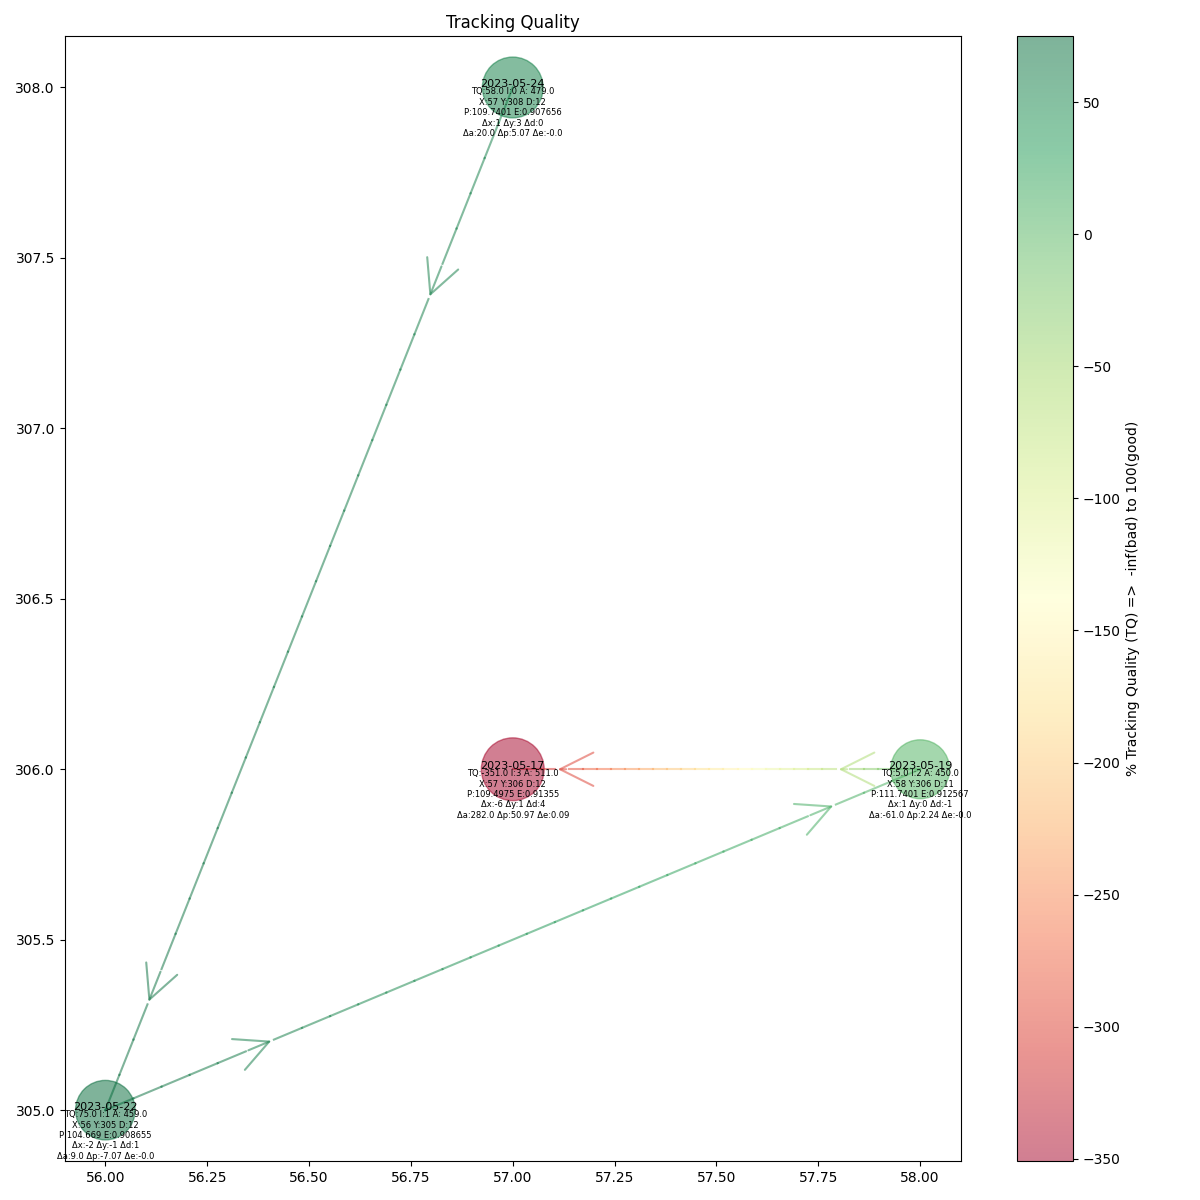 Tracking Quality
308.0
307.5
307.0
306.5
306.0
305.5
305.0
2023-05-24
TQ:58.0 I:0 A: 479.0
X:57 Y:308 D:12
P:109.7401 E:0.907656
Δx:1 Δy:3 Δd:0
Δa:20.0 Δp:5.07 Δe:-0.0
2023-05-17
TQ:-351.0 I:3 A: 511.0
X:57 Y:306 D:12
P:109.4975 E:0.91355
Δx:-6 Δy:1 Δd:4
Δa:282.0 Δp:50.97 Δe:0.09
2023-05-19
TQ:5.0 I:2 A: 450.0
X:58 Y:306 D:11
P:111.7401 E:0.912567
Δx:1 Δy:0 Δd:-1
Δa:-61.0 Δp:2.24 Δe:-0.0
2023-05-22
TQ:75.0 I:1 A: 459.0
X:56 Y:305 D:12
P:104.669 E:0.908655
Δx:-2 Δy:-1 Δd:1
Δa:9.0 Δp:-7.07 Δe:-0.0
56.00 56.25 56.50 56.75 57.00 57.25 57.50 57.75 58.00
50
0
−50
−100
−150
−200
−250
−300
−350
% Tracking Quality (TQ) => -inf(bad) to 100(good)